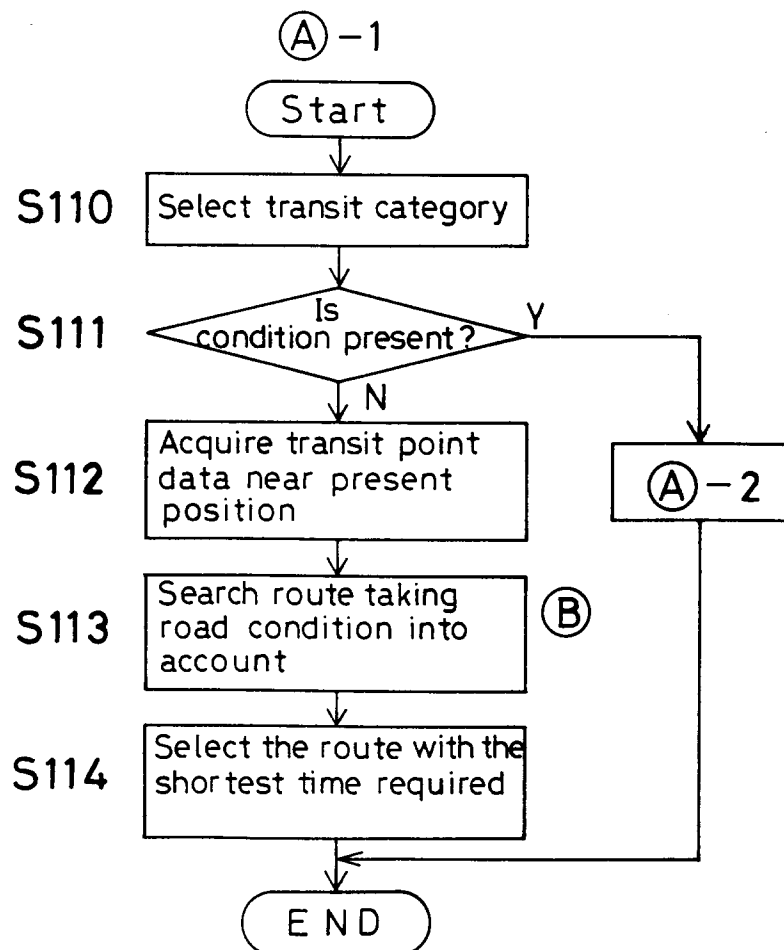 Ⓐ-1
Start
S110
Select transit category
S111
Is
condition present?
Y
N
S112
Acquire transit point
data near present
position
Ⓐ-2
S113
Search route taking
road condition into
account
Ⓑ
S114
Select the route with the
shortest time required
END